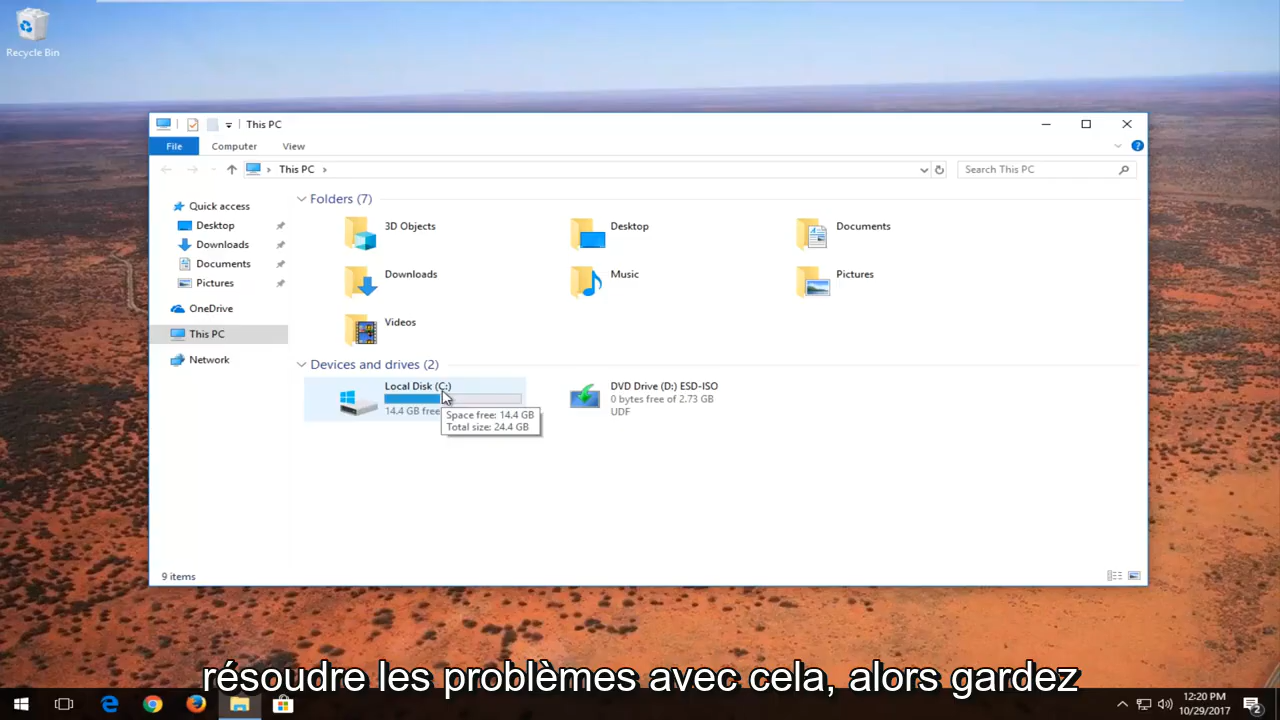 Recycle Bin
This PC
File
Computer
View
This PC
Search This PC
Quick access
Desktop
Downloads
Documents
Pictures
OneDrive
This PC
Network
Folders (7)
3D Objects
Desktop
Documents
Downloads
Music
Pictures
Videos
Devices and drives (2)
Local Disk (C:)
14.4 GB free
Space free: 14.4 GB
Total size: 24.4 GB
DVD Drive (D:) ESD-ISO
0 bytes free of 2.73 GB
UDF
9 items
résoudre les problèmes avec cela, alors gardez
12:20 PM
10/29/2017
2